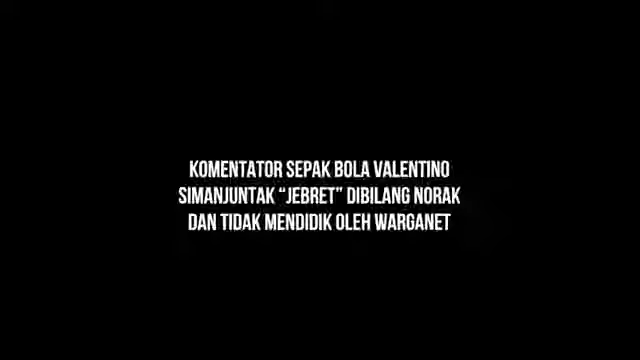 KOMENTATOR SEPAK BOLA VALENTINO
SIMANJUNTAK “JEBRET” DIBILANG NORAK
DAN TIDAK MENDIDIK OLEH WARGANET